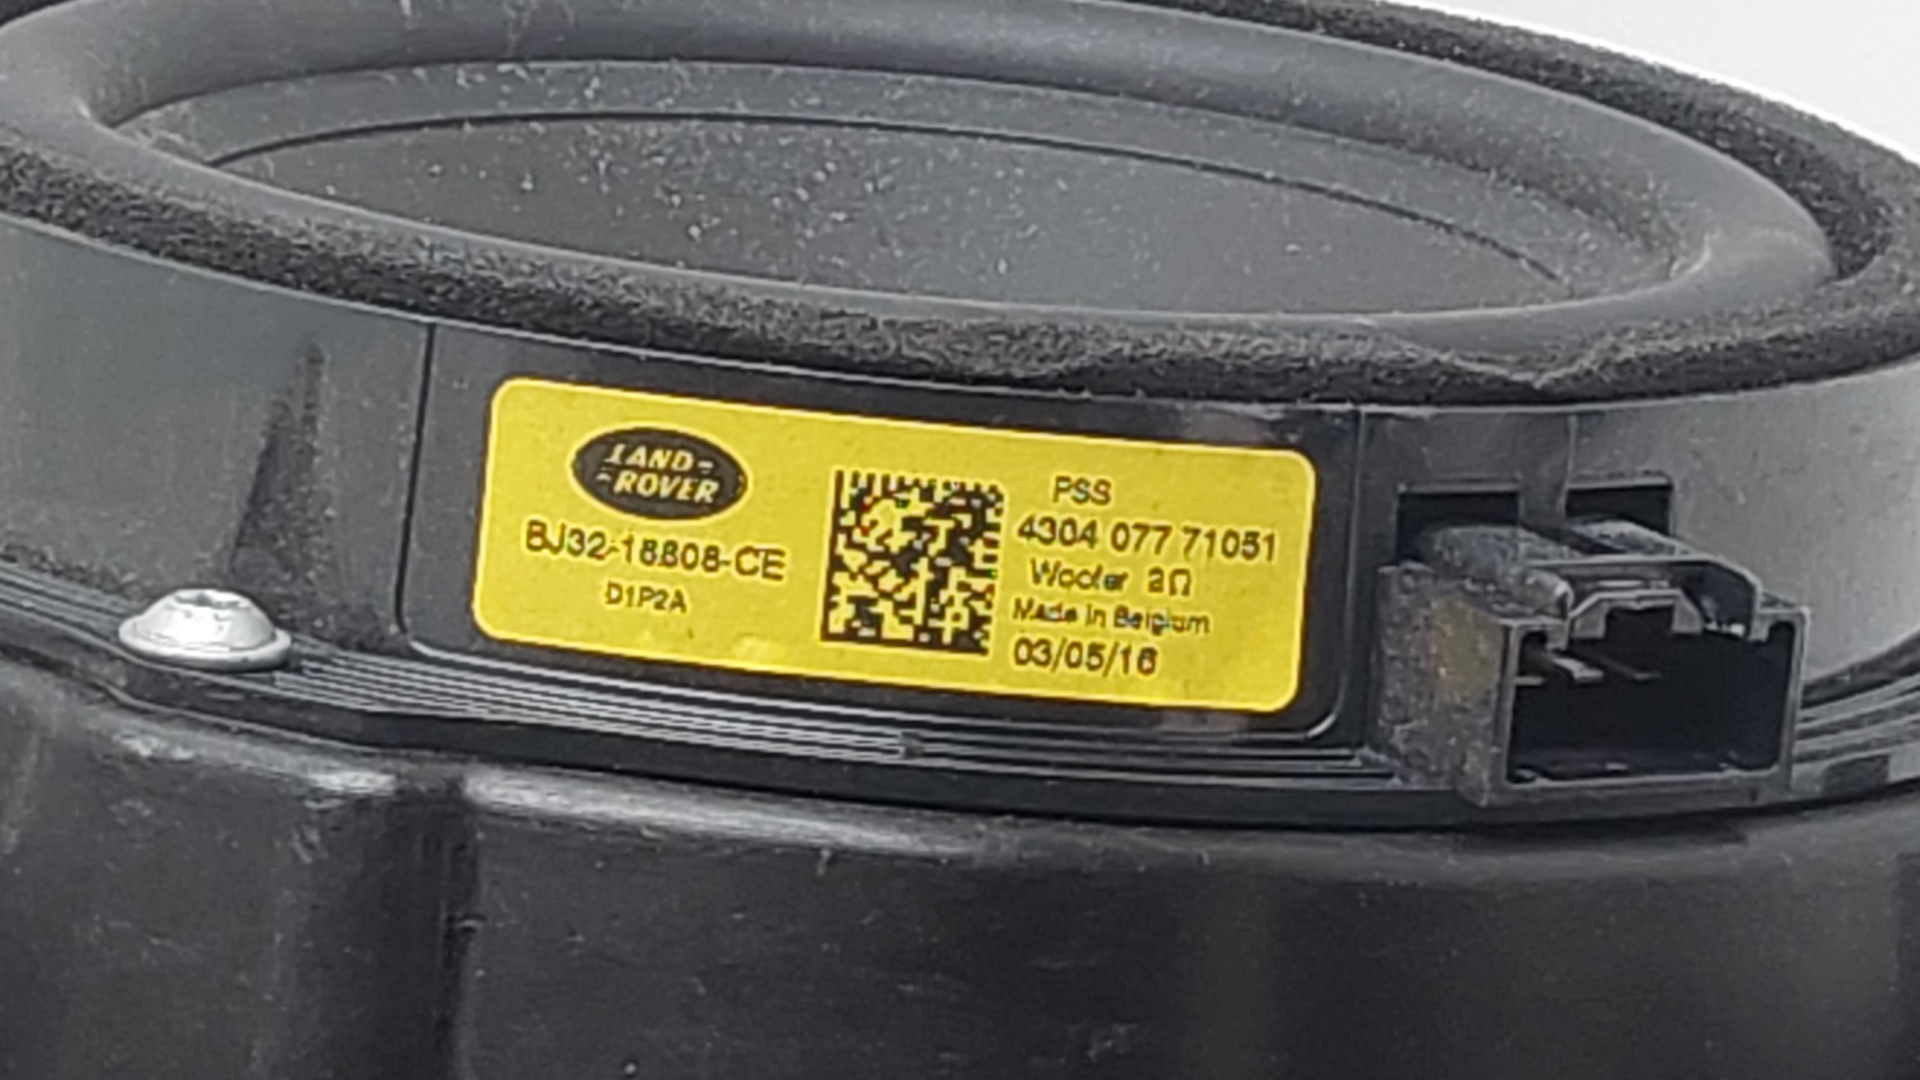 LAND-
-ROVER
BJ32-18808-CE
D1P2A
PSS
4304 077 71051
Woofer 2Ω
Made in Belgium
03/05/16